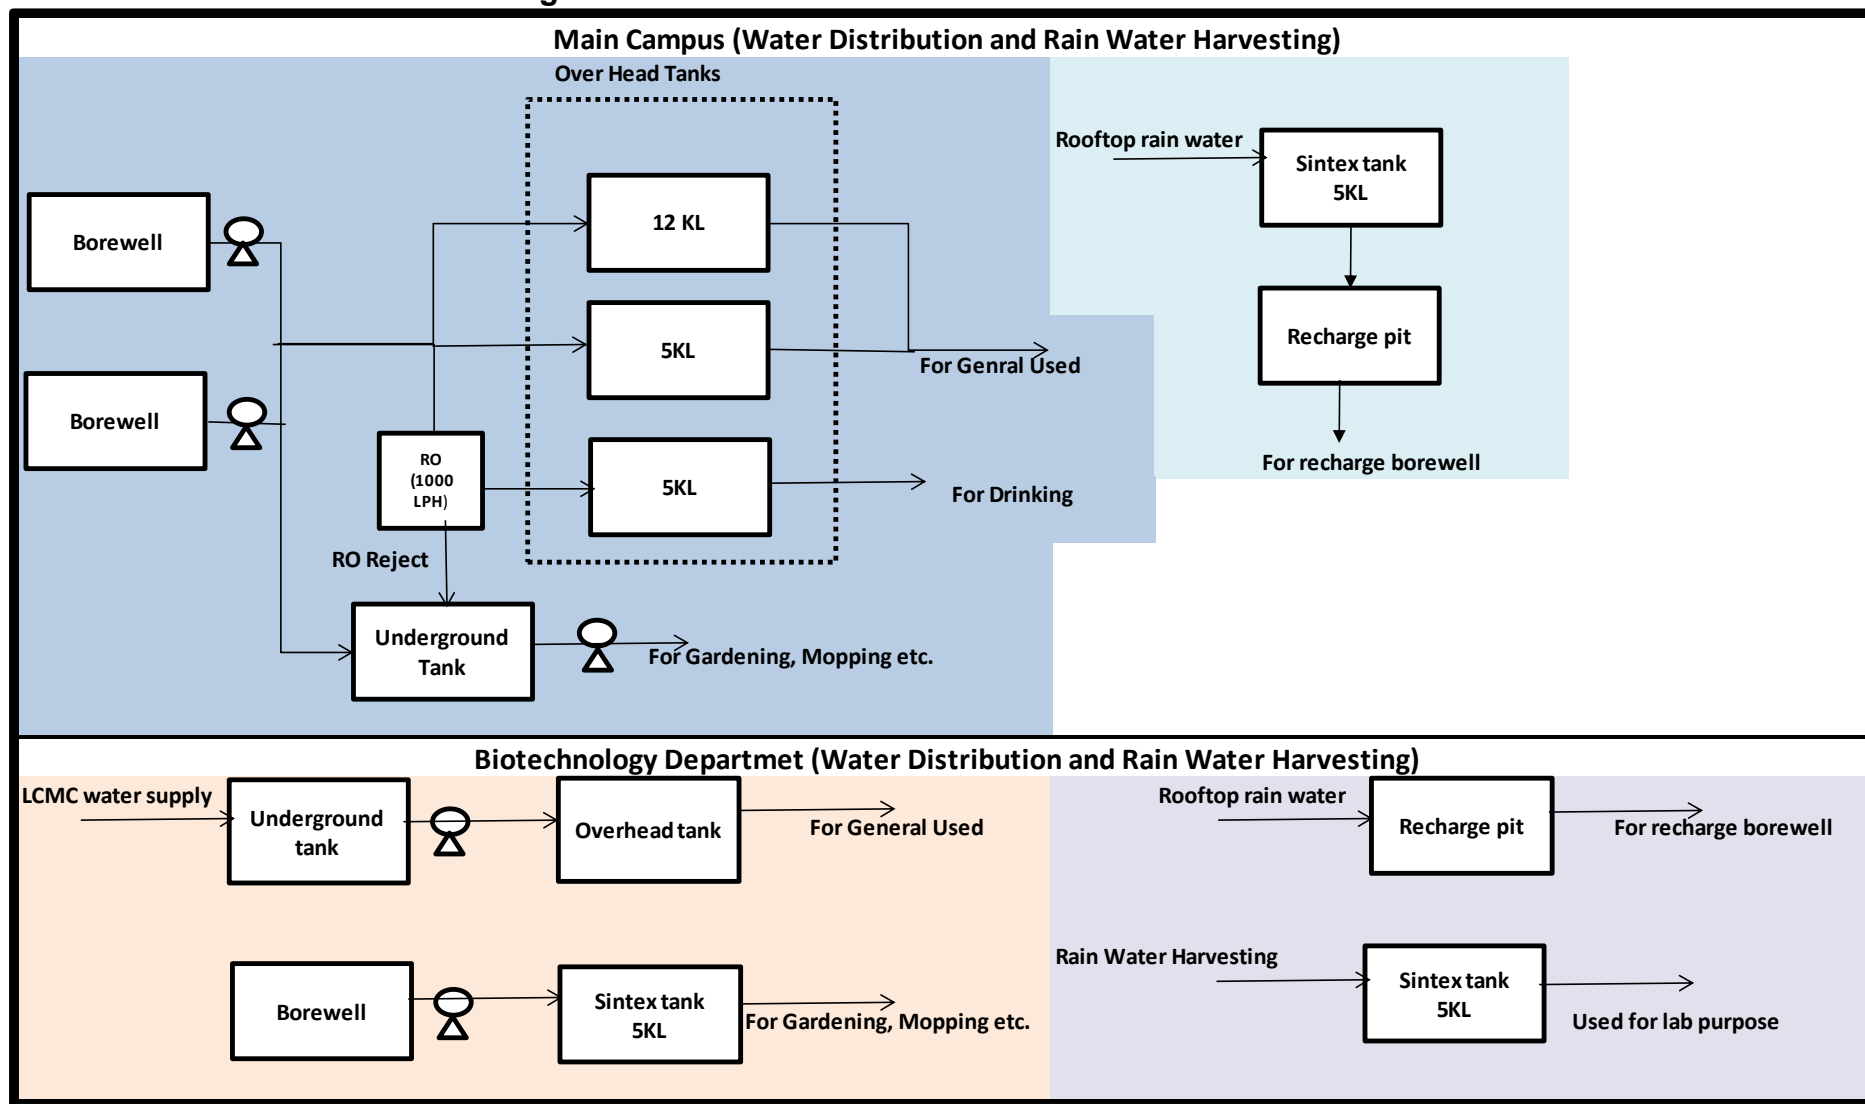 Main Campus (Water Distribution and Rain Water Harvesting)
Over Head Tanks
Borewell
Borewell
12 KL
5KL
5KL
RO
(1000
LPH)
RO Reject
Underground
Tank
For Genral Used
For Drinking
For Gardening, Mopping etc.
Rooftop rain water
Sintex tank
5KL
Recharge pit
For recharge borewell
Biotechnology Departmet (Water Distribution and Rain Water Harvesting)
LCMC water supply
Underground
tank
Overhead tank
For General Used
Borewell
Sintex tank
5KL
For Gardening, Mopping etc.
Rooftop rain water
Recharge pit
For recharge borewell
Rain Water Harvesting
Sintex tank
5KL
Used for lab purpose